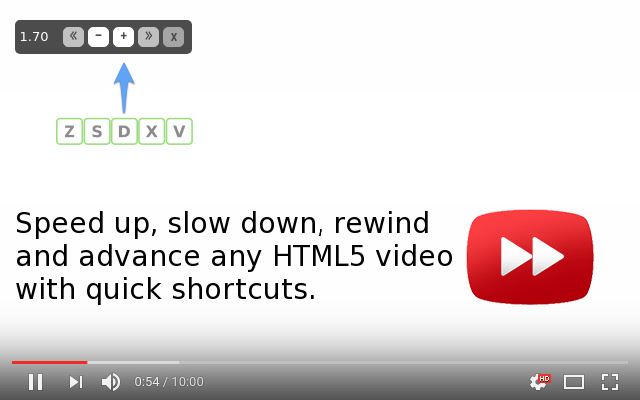 1.70 « − + » x
Z S D X V
Speed up, slow down, rewind
and advance any HTML5 video
with quick shortcuts.
0:54 / 10:00
HD